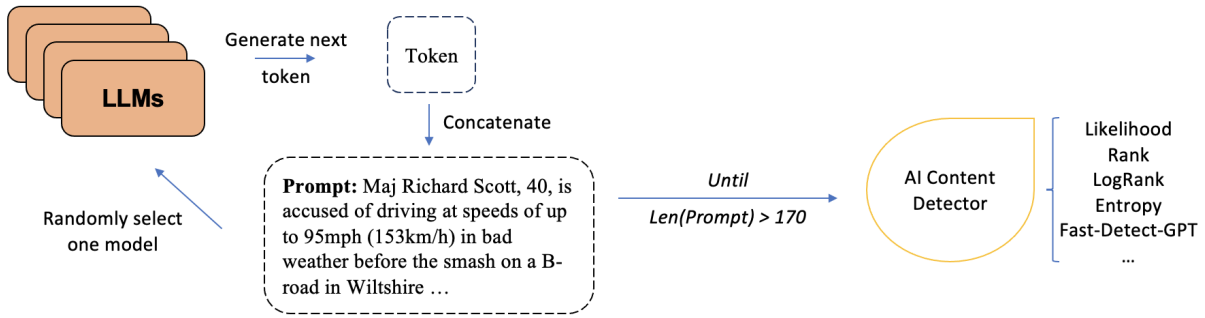 LLMs
Generate next
token
Token
Concatenate
Randomly select
one model
Prompt: Maj Richard Scott, 40, is
accused of driving at speeds of up
to 95mph (153km/h) in bad
weather before the smash on a B-
road in Wiltshire …
Until
Len(Prompt) > 170
AI Content
Detector
Likelihood
Rank
LogRank
Entropy
Fast-Detect-GPT
…